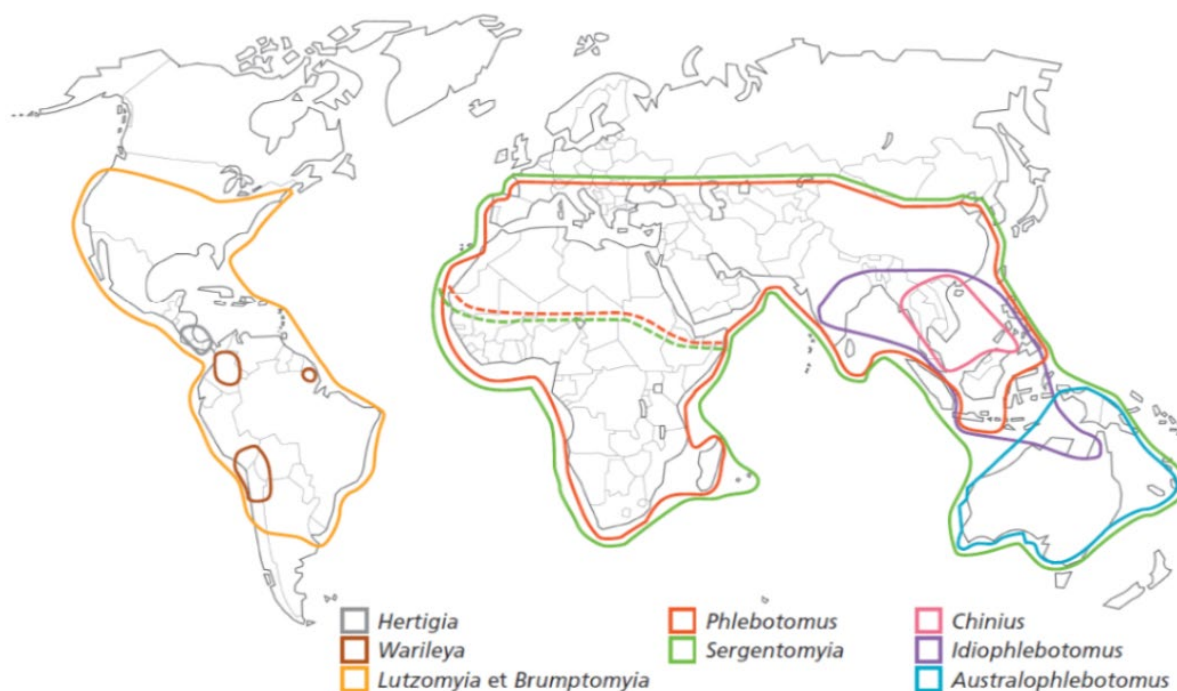 Hertigia
Warileya
Lutzomyia et Brumptomyia
Phlebotomus
Sergentomyia
Chinius
Idiophlebotomus
Australophlebotomus